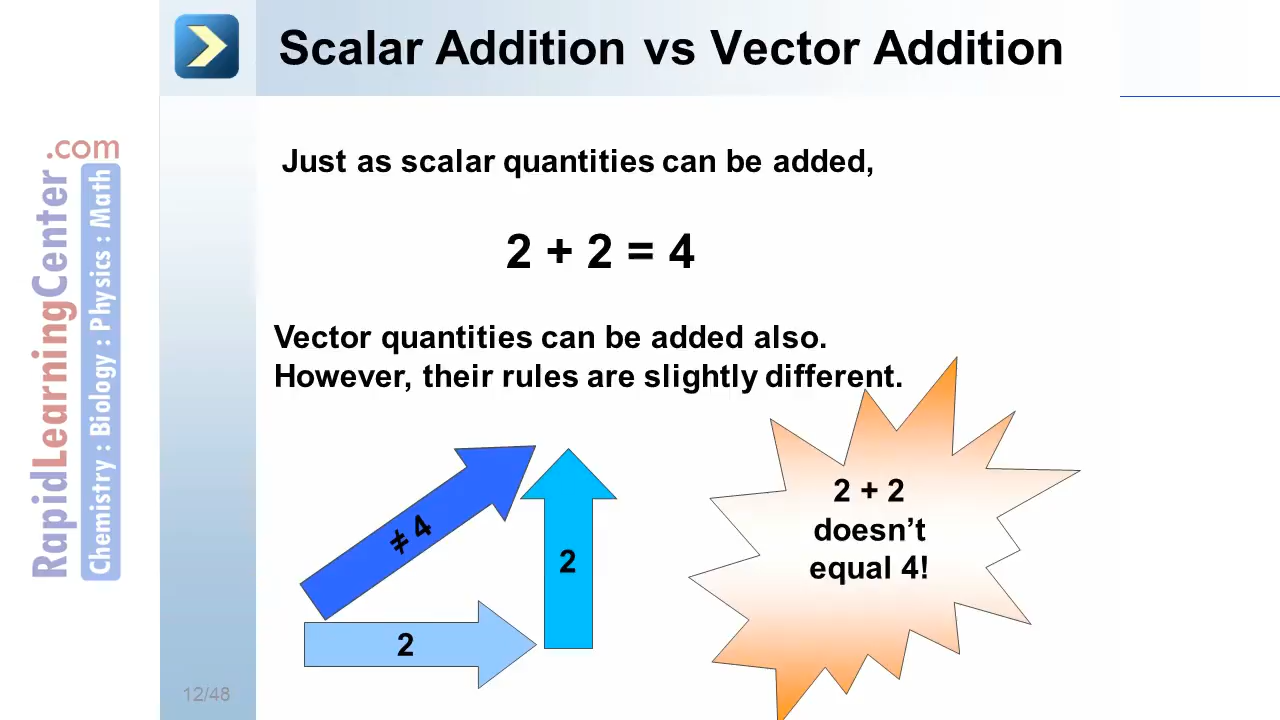 Scalar Addition vs Vector Addition
.com
RapidLearningCenter
Chemistry : Biology : Physics : Math
Just as scalar quantities can be added,
2 + 2 = 4
Vector quantities can be added also.
However, their rules are slightly different.
≠ 4
2
2
2 + 2
doesn’t
equal 4!
12/48